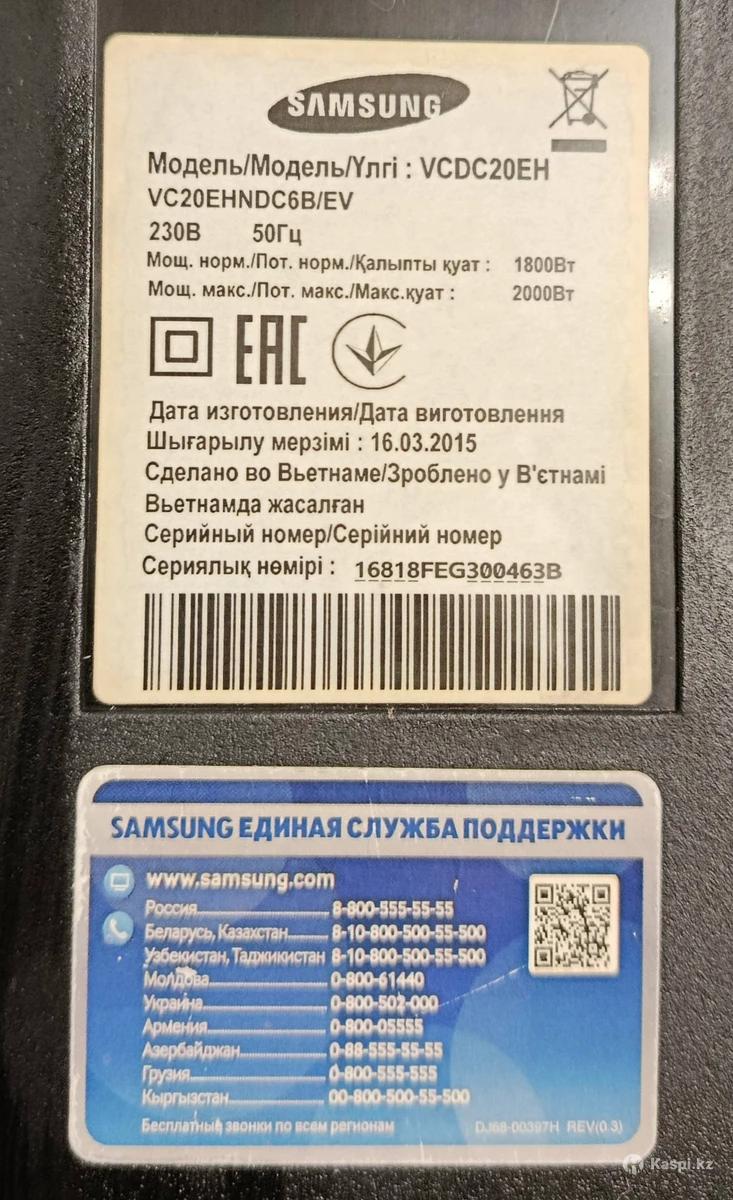 SAMSUNG
Модель/Модель/Үлгі : VCDC20EH
VC20EHNDC6B/EV
230В 50Гц
Мощ. норм./Пот. норм./Қалыпты қуат : 1800Вт
Мощ. макс./Пот. макс./Макс.қуат : 2000Вт
EAC
Дата изготовления/Дата виготовлення
Шығарылу мерзімі : 16.03.2015
Сделано во Вьетнаме/Зроблено у В'єтнамі
Вьетнамда жасалған
Серийный номер/Серійний номер
Сериялық нөмірі : 16818FEG300463B
SAMSUNG ЕДИНАЯ СЛУЖБА ПОДДЕРЖКИ
www.samsung.com
Россия 8-800-555-55-55
Беларусь, Казахстан 8-10-800-500-55-500
Узбекистан, Таджикистан 8-10-800-500-55-500
Молдова 0-800-61440
Украина 0-800-502-000
Армения 0-800-05555
Азербайджан 0-88-555-55-55
Грузия 0-800-555-555
Кыргызстан 00-800-500-55-500
Бесплатные звонки по всем регионам DJ68-00397H REV(0.3)
Kaspi.kz